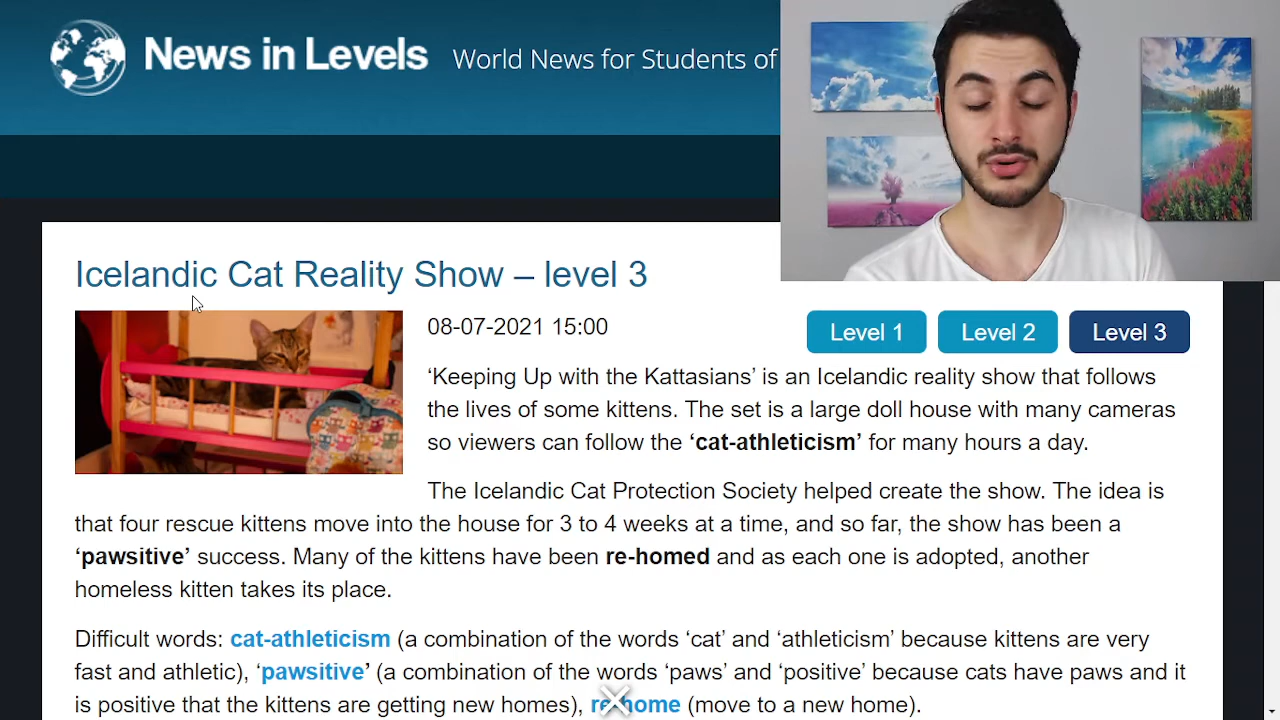 News in Levels
World News for Students of
Icelandic Cat Reality Show – level 3
08-07-2021 15:00
Level 1
Level 2
Level 3
‘Keeping Up with the Kattasians’ is an Icelandic reality show that follows
the lives of some kittens. The set is a large doll house with many cameras
so viewers can follow the ‘cat-athleticism’ for many hours a day.
The Icelandic Cat Protection Society helped create the show. The idea is
that four rescue kittens move into the house for 3 to 4 weeks at a time, and so far, the show has been a
‘pawsitive’ success. Many of the kittens have been re-homed and as each one is adopted, another
homeless kitten takes its place.
Difficult words: cat-athleticism (a combination of the words ‘cat’ and ‘athleticism’ because kittens are very
fast and athletic), ‘pawsitive’ (a combination of the words ‘paws’ and ‘positive’ because cats have paws and it
is positive that the kittens are getting new homes), re-home (move to a new home).